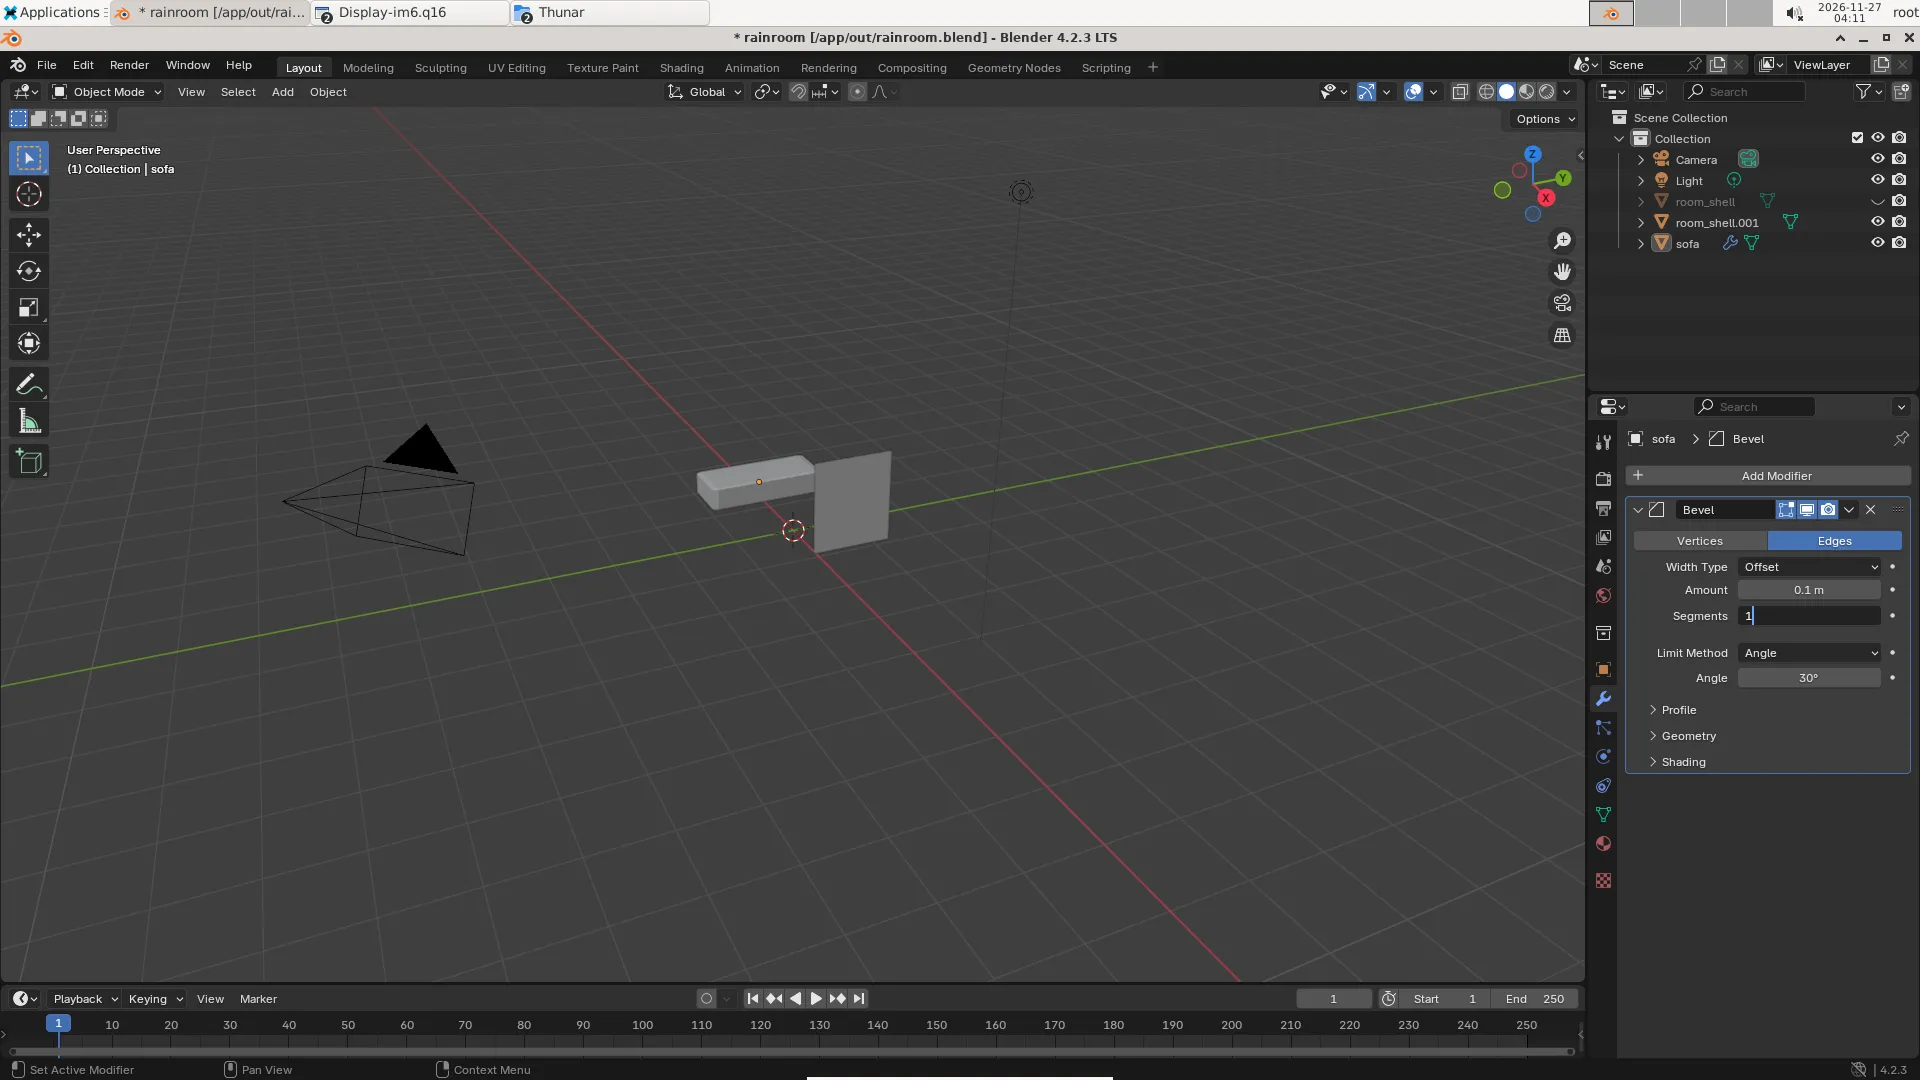 Applications
* rainroom [/app/out/rai...
2
Display-im6.q16
2
Thunar
2026-11-27
04:11
root
* rainroom [/app/out/rainroom.blend] - Blender 4.2.3 LTS
File Edit Render Window Help
Layout Modeling Sculpting UV Editing Texture Paint Shading Animation Rendering Compositing Geometry Nodes Scripting
Scene
ViewLayer
Object Mode View Select Add Object
Global
Search
Options
User Perspective
(1) Collection | sofa
Z
Y
X
Scene Collection
Collection
Camera
Light
room_shell
room_shell.001
sofa
Search
sofa > Bevel
Add Modifier
Bevel
Vertices Edges
Width Type Offset
Amount 0.1 m
Segments 1
Limit Method Angle
Angle 30°
Profile
Geometry
Shading
Playback Keying View Marker
1
Start 1
End 250
1 10 20 30 40 50 60 70 80 90 100 110 120 130 140 150 160 170 180 190 200 210 220 230 240 250
Set Active Modifier
Pan View
Context Menu
4.2.3